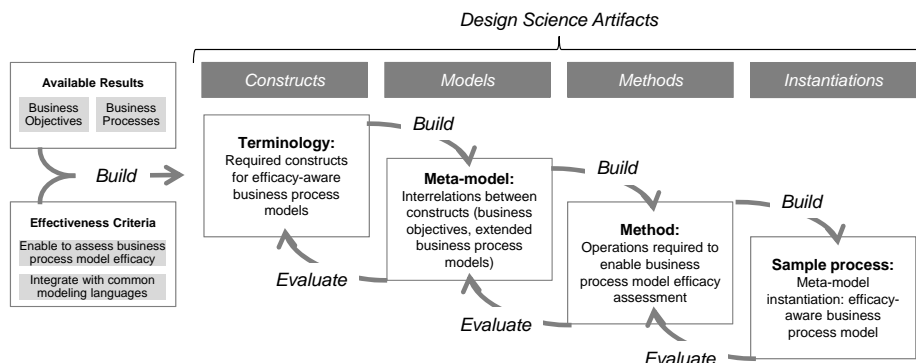 Design Science Artifacts
Constructs
Models
Methods
Instantiations
Available Results
Business
Objectives
Business
Processes
Build
Effectiveness Criteria
Enable to assess business
process model efficacy
Integrate with common
modeling languages
Terminology:
Required constructs
for efficacy-aware
business process
models
Build
Evaluate
Meta-model:
Interrelations between
constructs (business
objectives, extended
business process
models)
Build
Evaluate
Method:
Operations required to
enable business
process model efficacy
assessment
Build
Evaluate
Sample process:
Meta-model
instantiation: efficacy-
aware business
process model